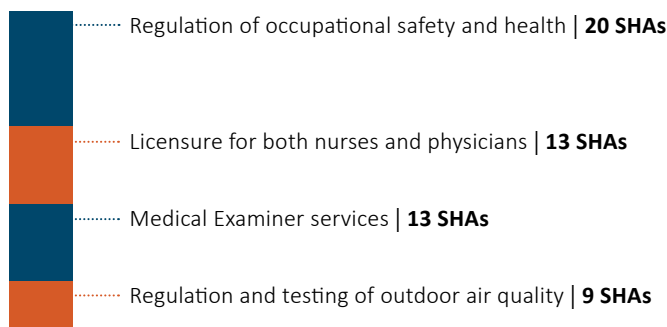 Regulation of occupational safety and health | 20 SHAs
Licensure for both nurses and physicians | 13 SHAs
Medical Examiner services | 13 SHAs
Regulation and testing of outdoor air quality | 9 SHAs